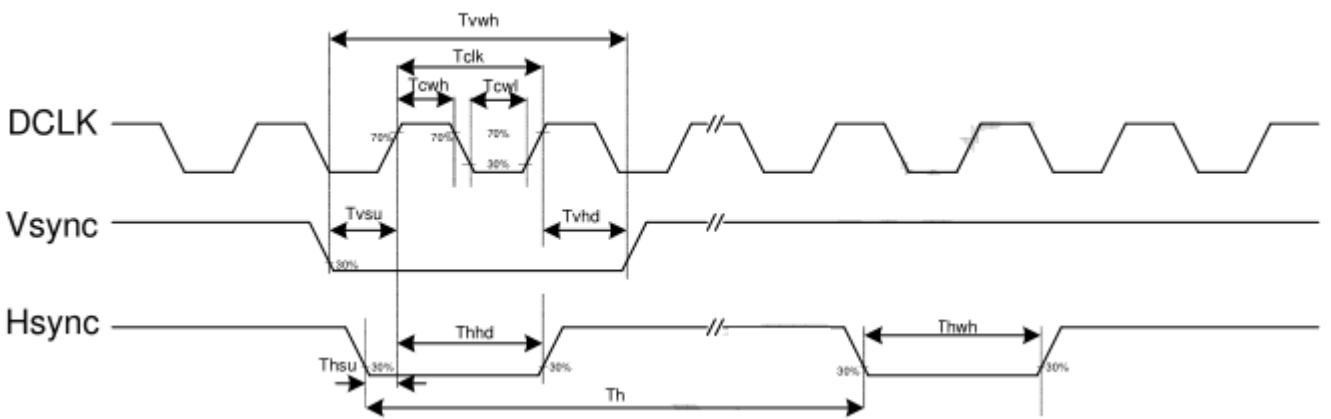 Tvwh
Tclk
Tcwh Tcwl
DCLK 70% 70% 70%
30%
Vsync Tvsu Tvhd
30%
Hsync Thhd Thwh
Thsu 30% 30% 30% 30%
Th